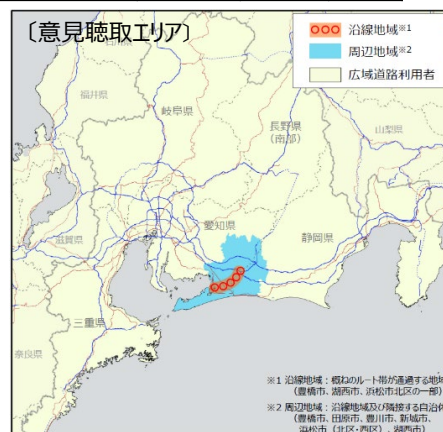 〔意見聴取エリア〕
沿線地域※1
周辺地域※2
広域道路利用者
福井県
岐阜県
長野県
(南部)
山梨県
愛知県
静岡県
滋賀県
三重県
奈良県
※1 沿線地域：概ねのルート帯が通過する地域
(豊橋市、湖西市、浜松市北区の一部)
※2 周辺地域：沿線地域及び隣接する自治体
(豊橋市、田原市、豊川市、新城市、
浜松市（北区・西区）、湖西市)